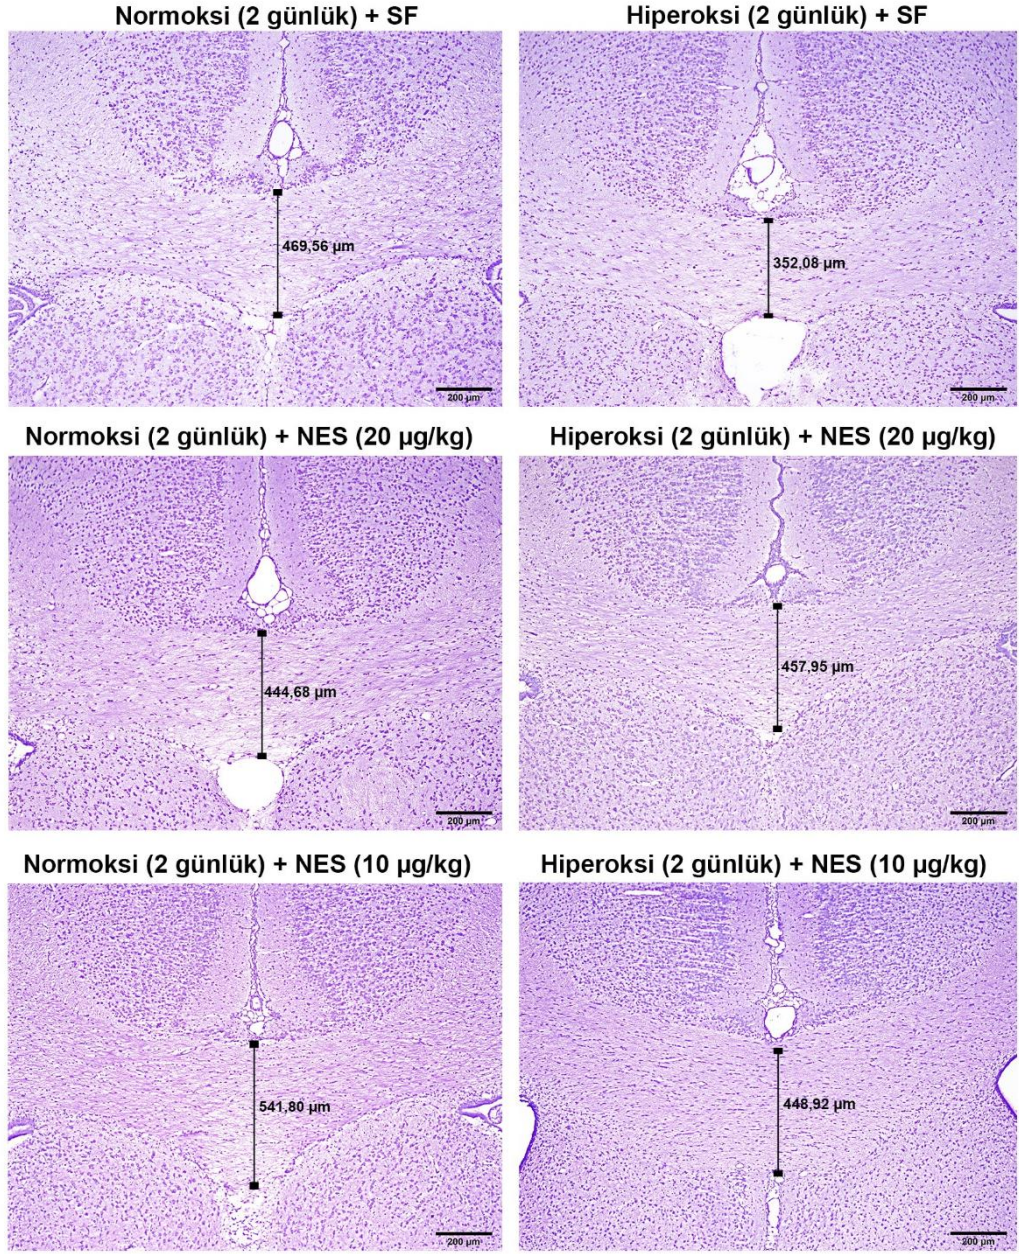 Normoksi (2 günlük) + SF
Hiperoksi (2 günlük) + SF
469,56 µm
352,08 µm
200 µm
200 µm
Normoksi (2 günlük) + NES (20 µg/kg)
Hiperoksi (2 günlük) + NES (20 µg/kg)
444,68 µm
457,95 µm
200 µm
200 µm
Normoksi (2 günlük) + NES (10 µg/kg)
Hiperoksi (2 günlük) + NES (10 µg/kg)
541,80 µm
448,92 µm
200 µm
200 µm